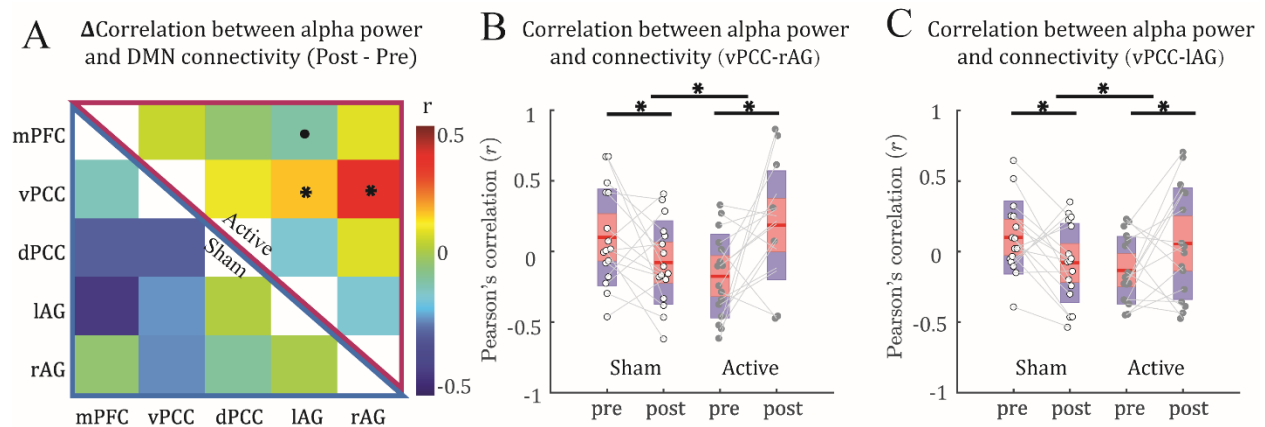 A
ΔCorrelation between alpha power
and DMN connectivity (Post - Pre)
r
0.5
0
-0.5
mPFC
vPCC
dPCC
lAG
rAG
Active
Sham
*
*
mPFC vPCC dPCC lAG rAG
B
Correlation between alpha power
and connectivity (vPCC-rAG)
Pearson's correlation (r)
1
0.5
0
-0.5
-1
*
*
*
Sham Active
pre post pre post
C
Correlation between alpha power
and connectivity (vPCC-lAG)
Pearson's correlation (r)
1
0.5
0
-0.5
-1
*
*
*
Sham Active
pre post pre post